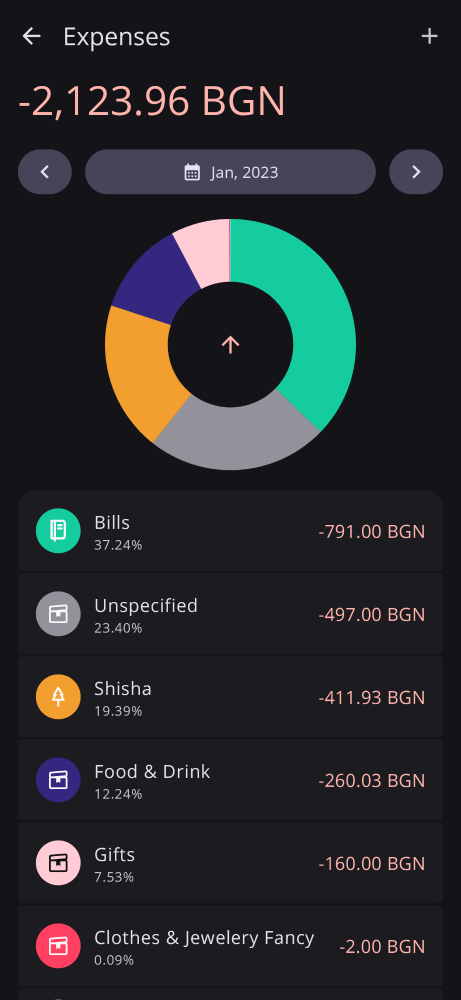 Expenses
-2,123.96 BGN
Jan, 2023
Bills
37.24%
-791.00 BGN
Unspecified
23.40%
-497.00 BGN
Shisha
19.39%
-411.93 BGN
Food & Drink
12.24%
-260.03 BGN
Gifts
7.53%
-160.00 BGN
Clothes & Jewelery Fancy
0.09%
-2.00 BGN